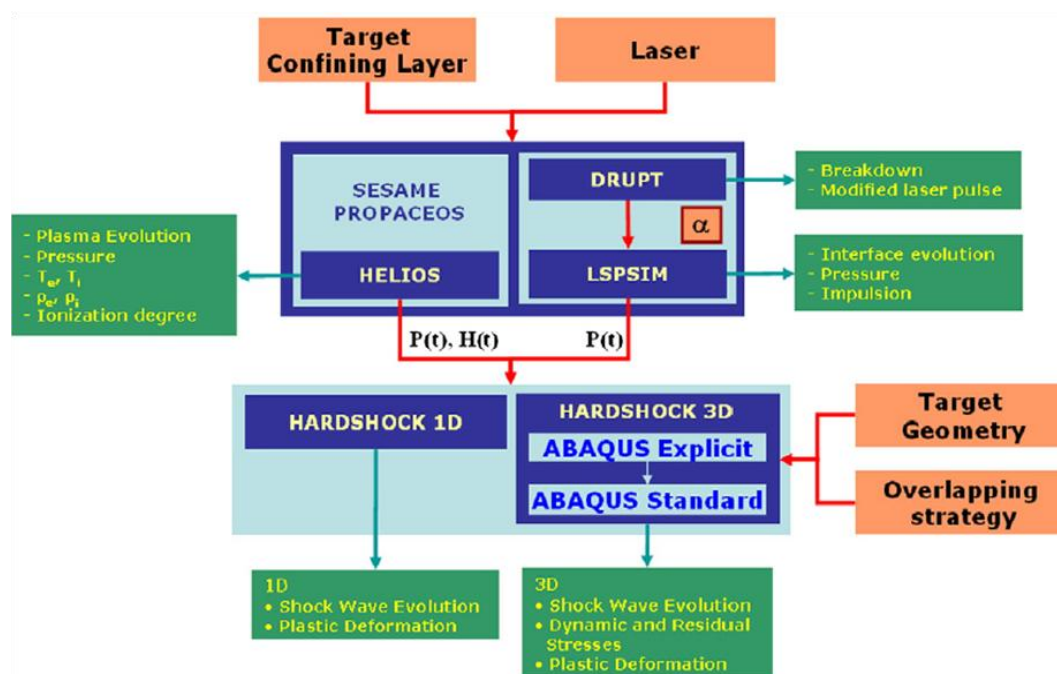 Target
Confining Layer
Laser
SESAME
PROPACEOS
HELIOS
DRUPT
α
LSPSIM
- Breakdown
- Modified laser pulse
- Plasma Evolution
- Pressure
- Te, Ti
- ρe, ρi
- Ionization degree
- Interface evolution
- Pressure
- Impulsion
P(t), H(t)
P(t)
HARDSHOCK 1D
HARDSHOCK 3D
ABAQUS Explicit
ABAQUS Standard
Target
Geometry
Overlapping
strategy
1D
• Shock Wave Evolution
• Plastic Deformation
3D
• Shock Wave Evolution
• Dynamic and Residual
Stresses
• Plastic Deformation